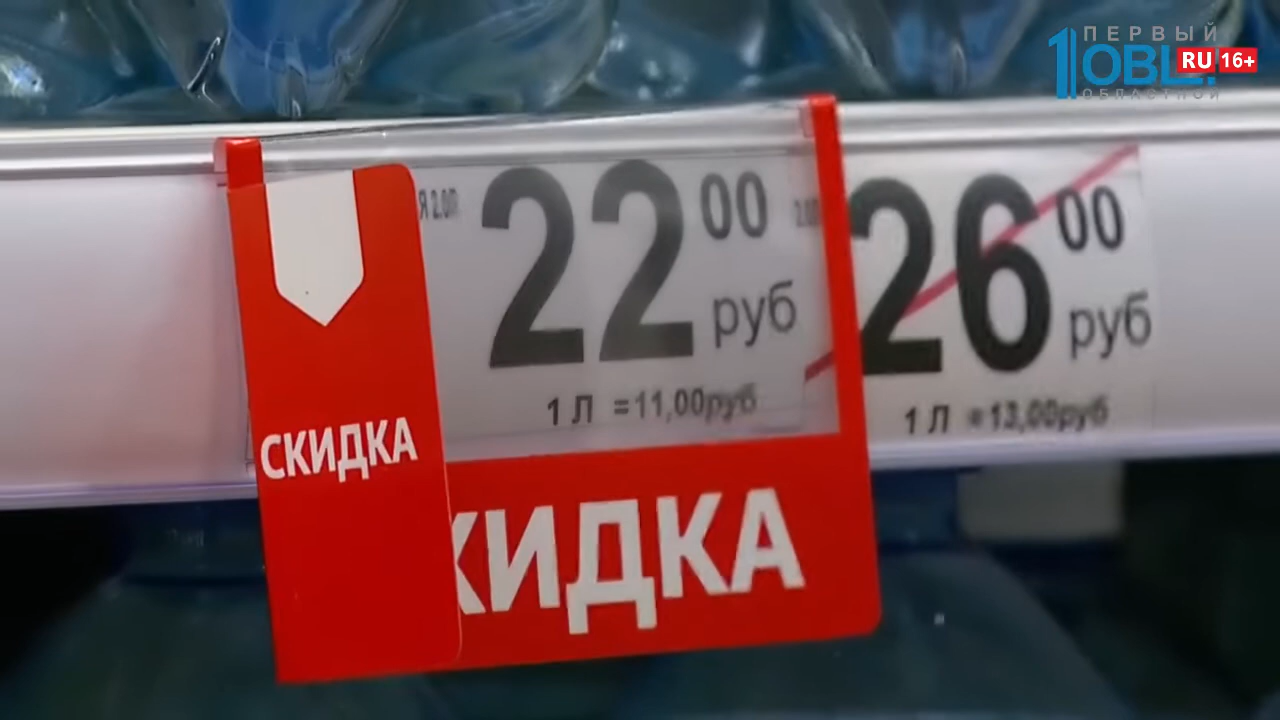 ПЕРВЫЙ
1OBL.RU 16+
ОБЛАСТНОЙ
22 00
руб
1 Л =11,00руб
26 00
руб
1 Л =13,00руб
СКИДКА
КИДКА